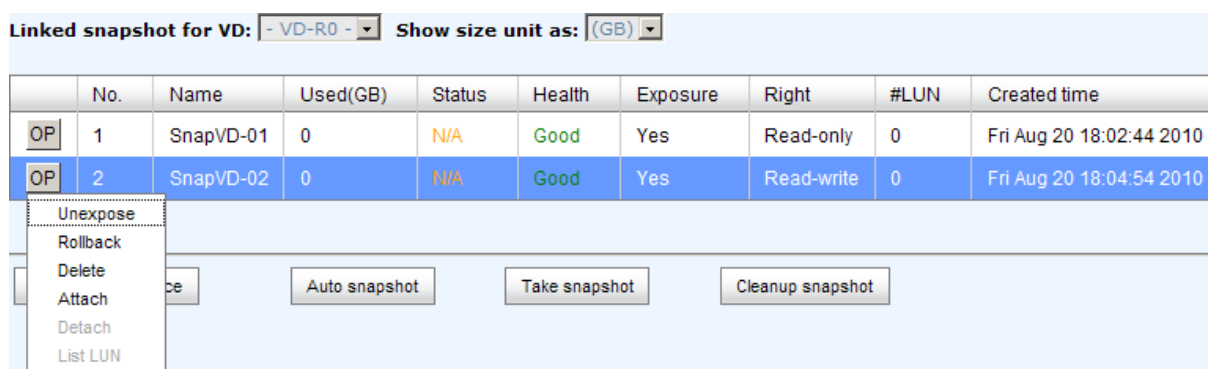 Linked snapshot for VD: - VD-R0 - Show size unit as: (GB)
No. Name Used(GB) Status Health Exposure Right #LUN Created time
OP 1 SnapVD-01 0 N/A Good Yes Read-only 0 Fri Aug 20 18:02:44 2010
OP 2 SnapVD-02 0 N/A Good Yes Read-write 0 Fri Aug 20 18:04:54 2010
Unexpose
Rollback
Delete
Attach
Detach
List LUN
Auto snapshot Take snapshot Cleanup snapshot